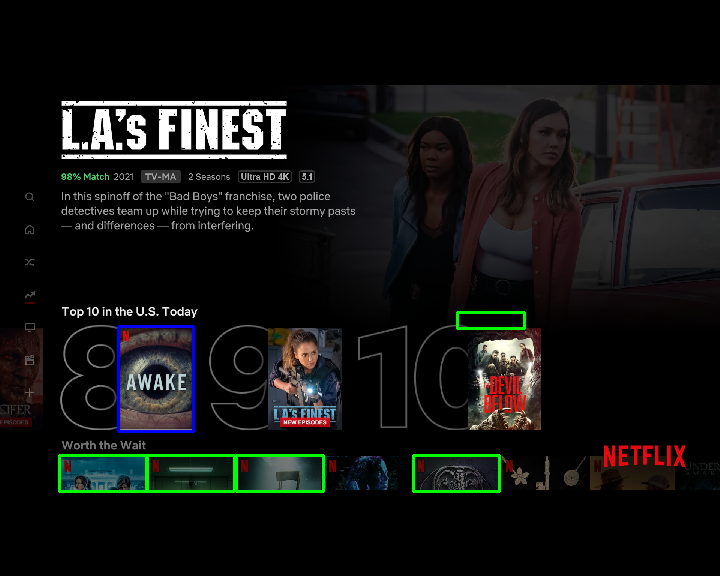 L.A.'s FINEST
98% Match 2021 TV-MA 2 Seasons Ultra HD 4K 5.1
In this spinoff of the "Bad Boys" franchise, two police
detectives team up while trying to keep their stormy pasts
— and differences — from interfering.
Top 10 in the U.S. Today
8 9 10
N
AWAKE
L.A.'s FINEST
NEW EPISODES
DEVIL
BELOW
IFER
EPISODES
Worth the Wait
NETFLIX
N N N N N N N
UNDER